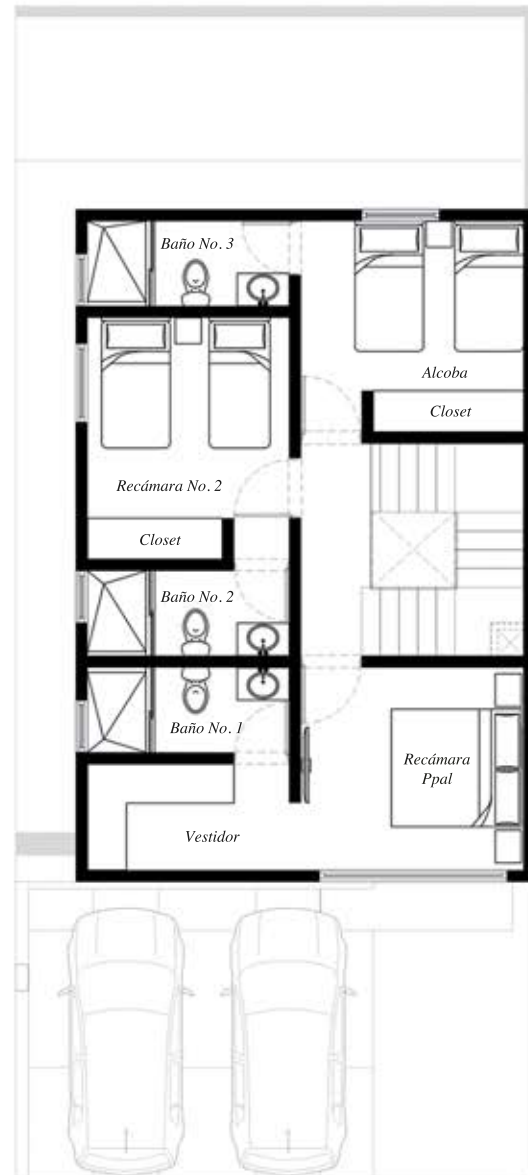 Baño No. 3
Alcoba
Closet
Recámara No. 2
Closet
Baño No. 2
Baño No. 1
Recámara
Ppal
Vestidor